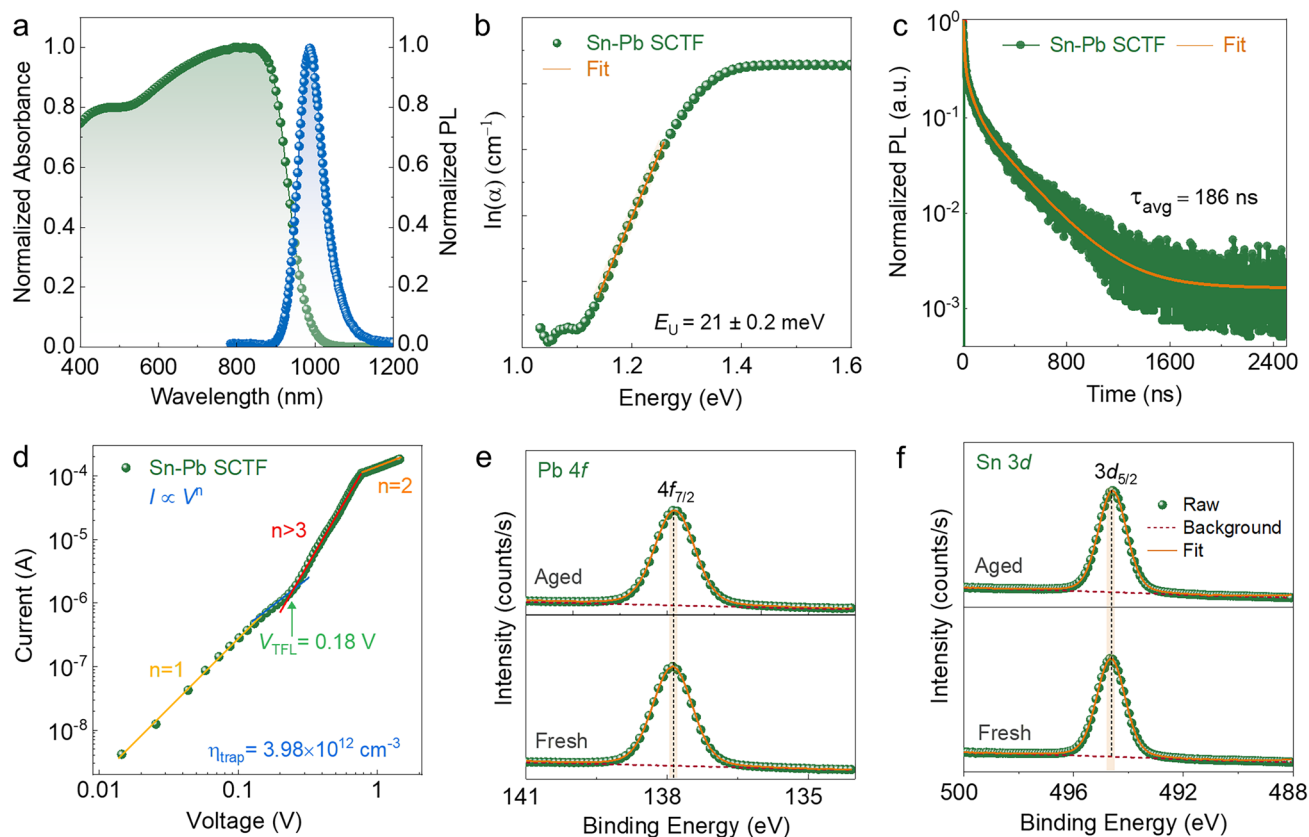 a
Normalized Absorbance
1.0
0.8
0.6
0.4
0.2
0.0
1.0
0.8
0.6
0.4
0.2
0.0
Normalized PL
400 600 800 1000 1200
Wavelength (nm)
b
Sn-Pb SCTF
Fit
ln(α) (cm⁻¹)
E_U = 21 ± 0.2 meV
1.0 1.2 1.4 1.6
Energy (eV)
c
Sn-Pb SCTF Fit
Normalized PL (a.u.)
10⁰
10⁻¹
10⁻²
10⁻³
τ_avg = 186 ns
0 800 1600 2400
Time (ns)
d
Sn-Pb SCTF
I ∝ Vⁿ
n=2
n>3
Current (A)
10⁻⁴
10⁻⁵
10⁻⁶
10⁻⁷
10⁻⁸
V_TFL = 0.18 V
n=1
η_trap = 3.98×10¹² cm⁻³
0.01 0.1 1
Voltage (V)
e
Pb 4f
4f_7/2
Intensity (counts/s)
Aged
Fresh
141 138 135
Binding Energy (eV)
f
Sn 3d
3d_5/2
Raw
Background
Fit
Intensity (counts/s)
Aged
Fresh
500 496 492 488
Binding Energy (eV)